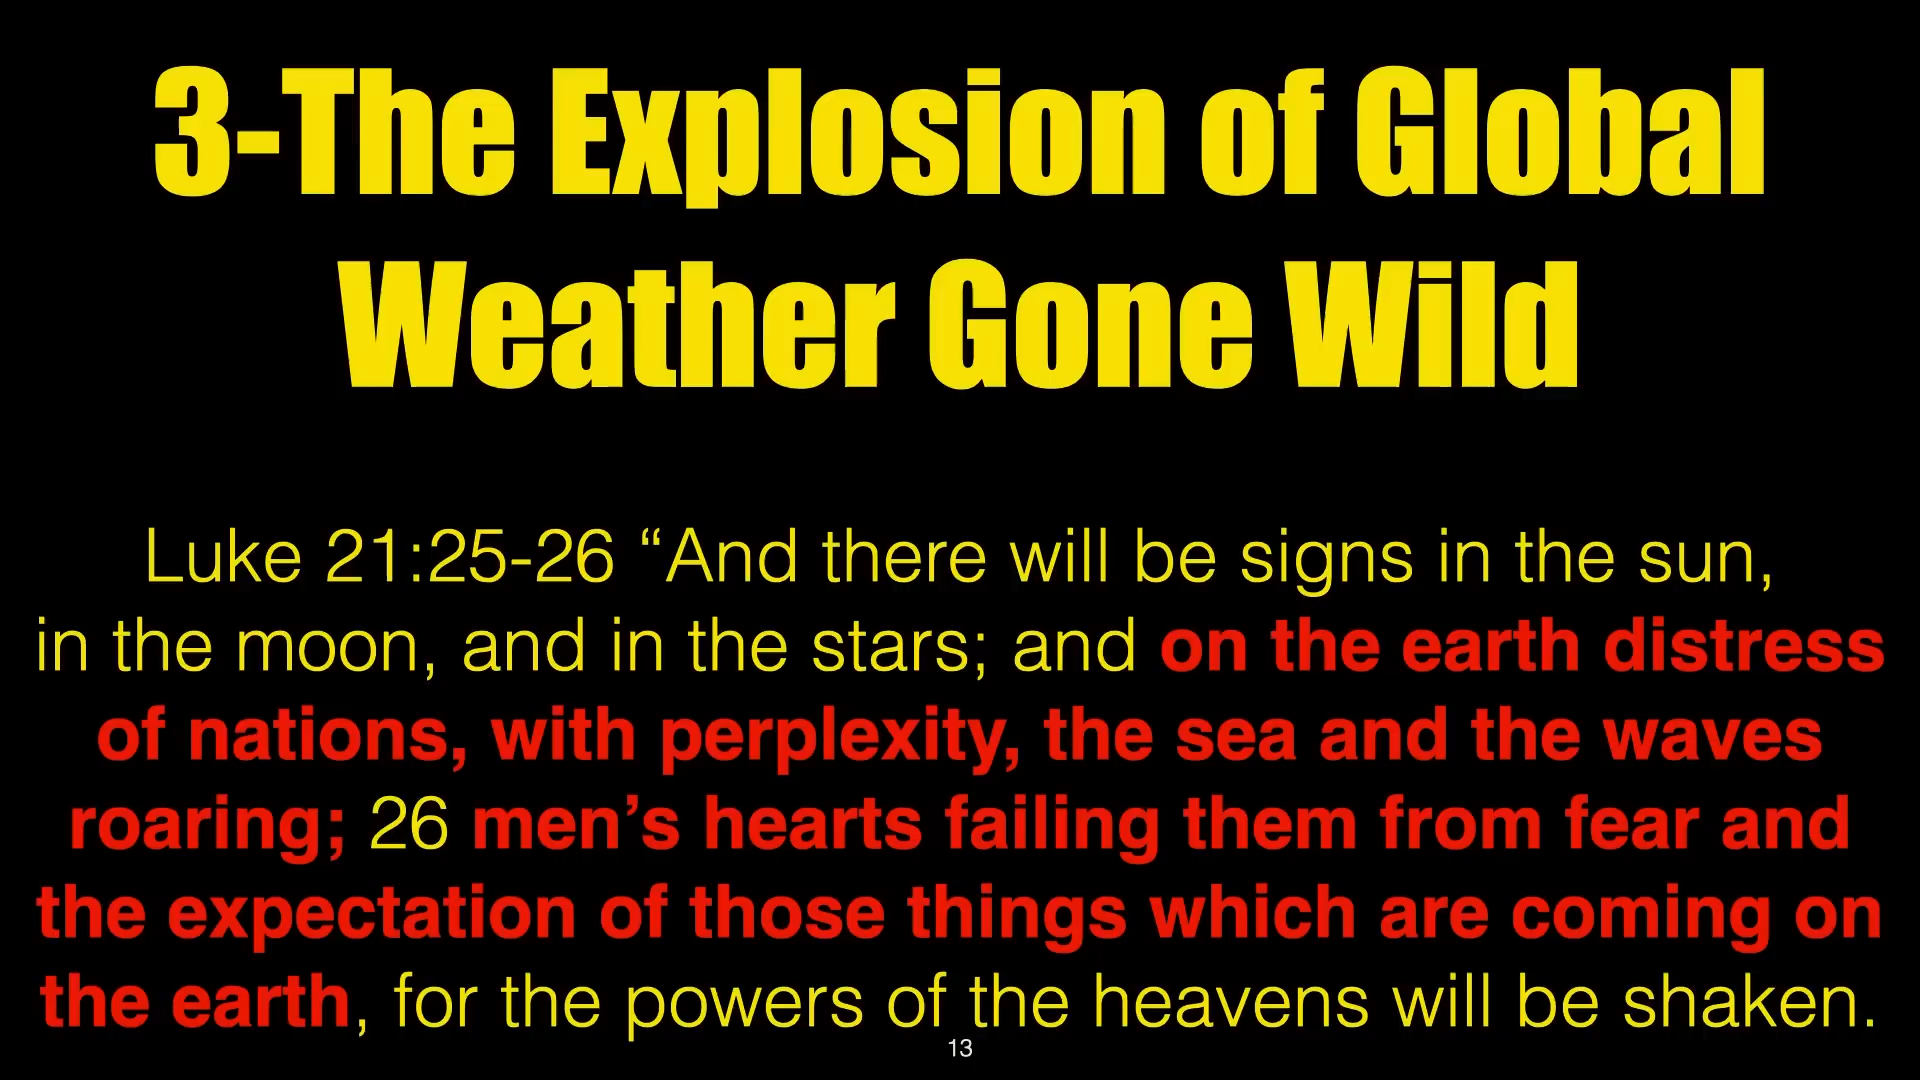 3-The Explosion of Global
Weather Gone Wild
Luke 21:25-26 “And there will be signs in the sun,
in the moon, and in the stars; and on the earth distress
of nations, with perplexity, the sea and the waves
roaring; 26 men’s hearts failing them from fear and
the expectation of those things which are coming on
the earth, for the powers of the heavens will be shaken.
13